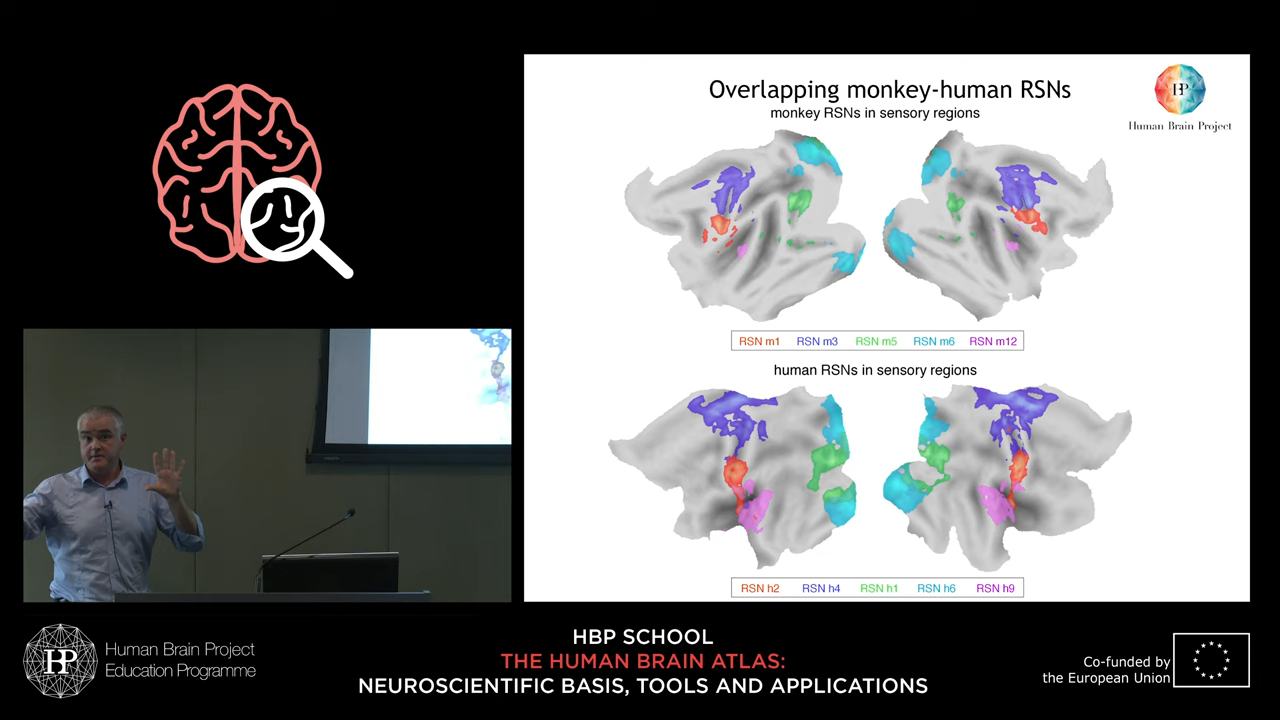 Overlapping monkey-human RSNs
HBP
Human Brain Project
monkey RSNs in sensory regions
RSN m1 RSN m3 RSN m5 RSN m6 RSN m12
human RSNs in sensory regions
RSN h2 RSN h4 RSN h1 RSN h6 RSN h9
HBP
Human Brain Project
Education Programme
HBP SCHOOL
THE HUMAN BRAIN ATLAS:
NEUROSCIENTIFIC BASIS, TOOLS AND APPLICATIONS
Co-funded by
the European Union